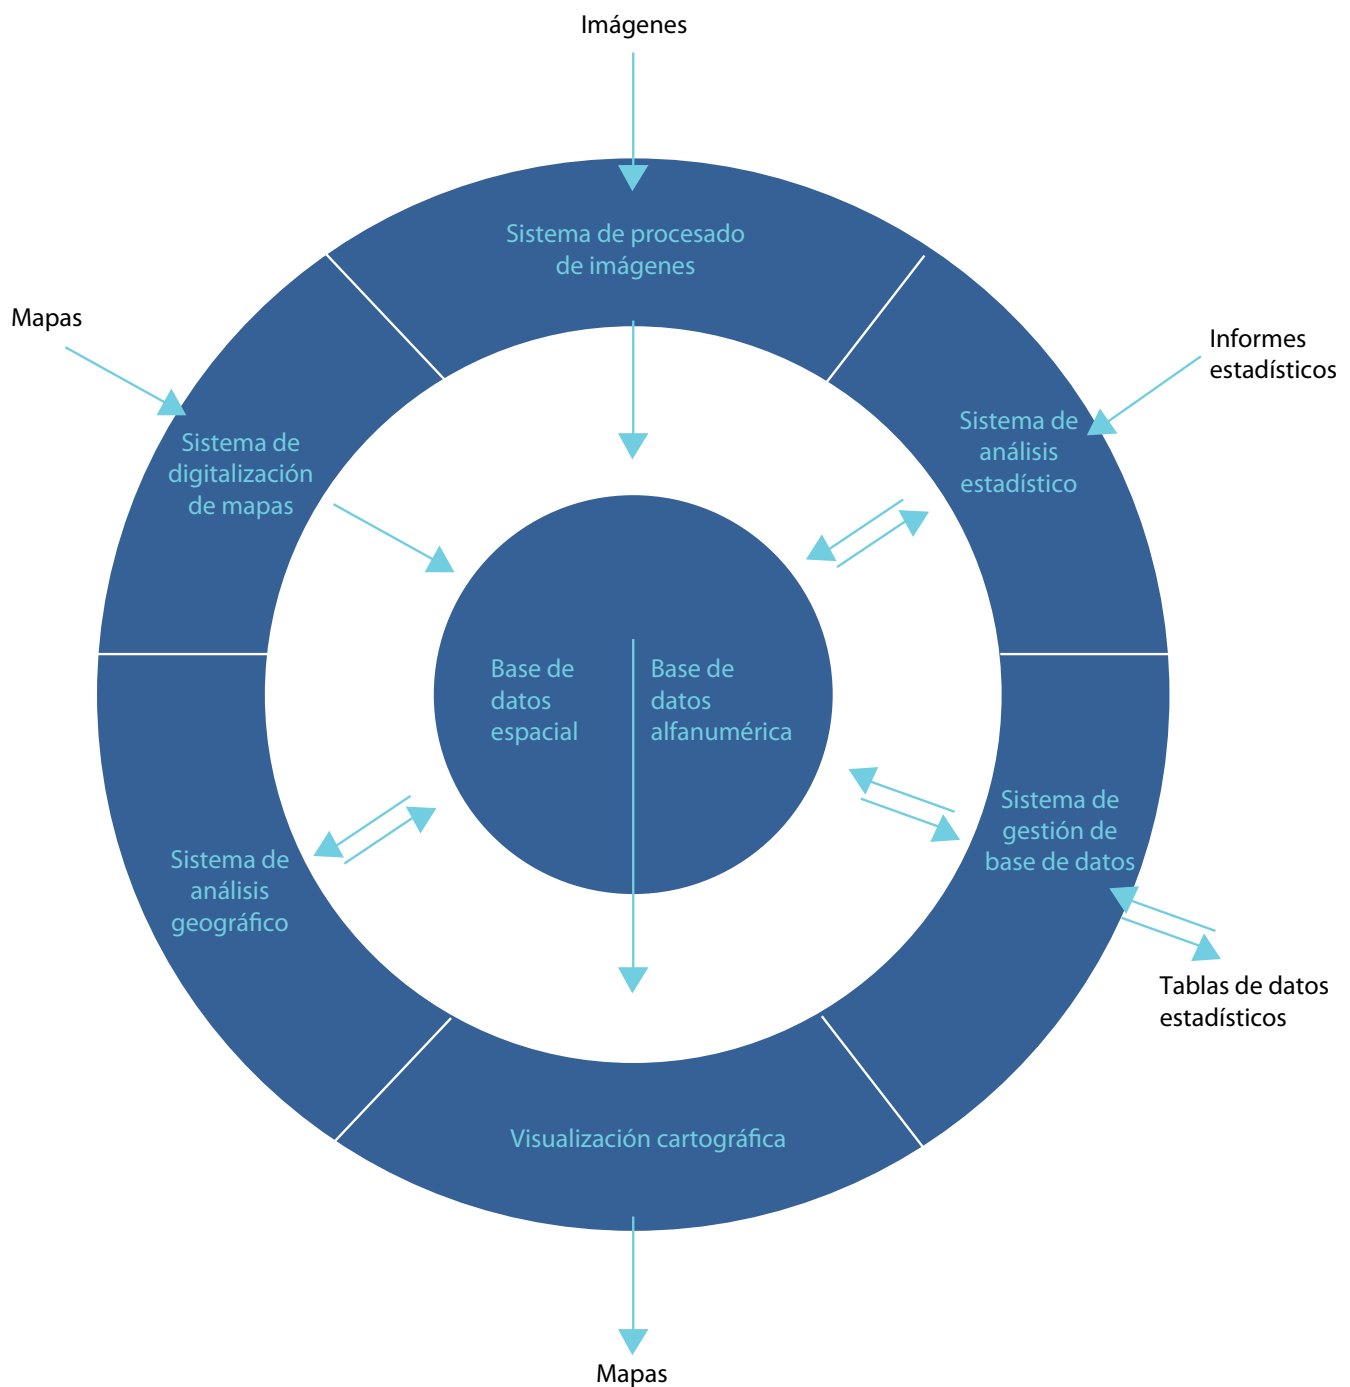 Imágenes
Sistema de procesado
de imágenes
Mapas
Informes
estadísticos
Sistema de
digitalización
de mapas
Sistema de
análisis
estadístico
Base de
datos
espacial
Base de
datos
alfanumérica
Sistema de
gestión de
base de datos
Sistema de
análisis
geográfico
Tablas de datos
estadísticos
Visualización cartográfica
Mapas